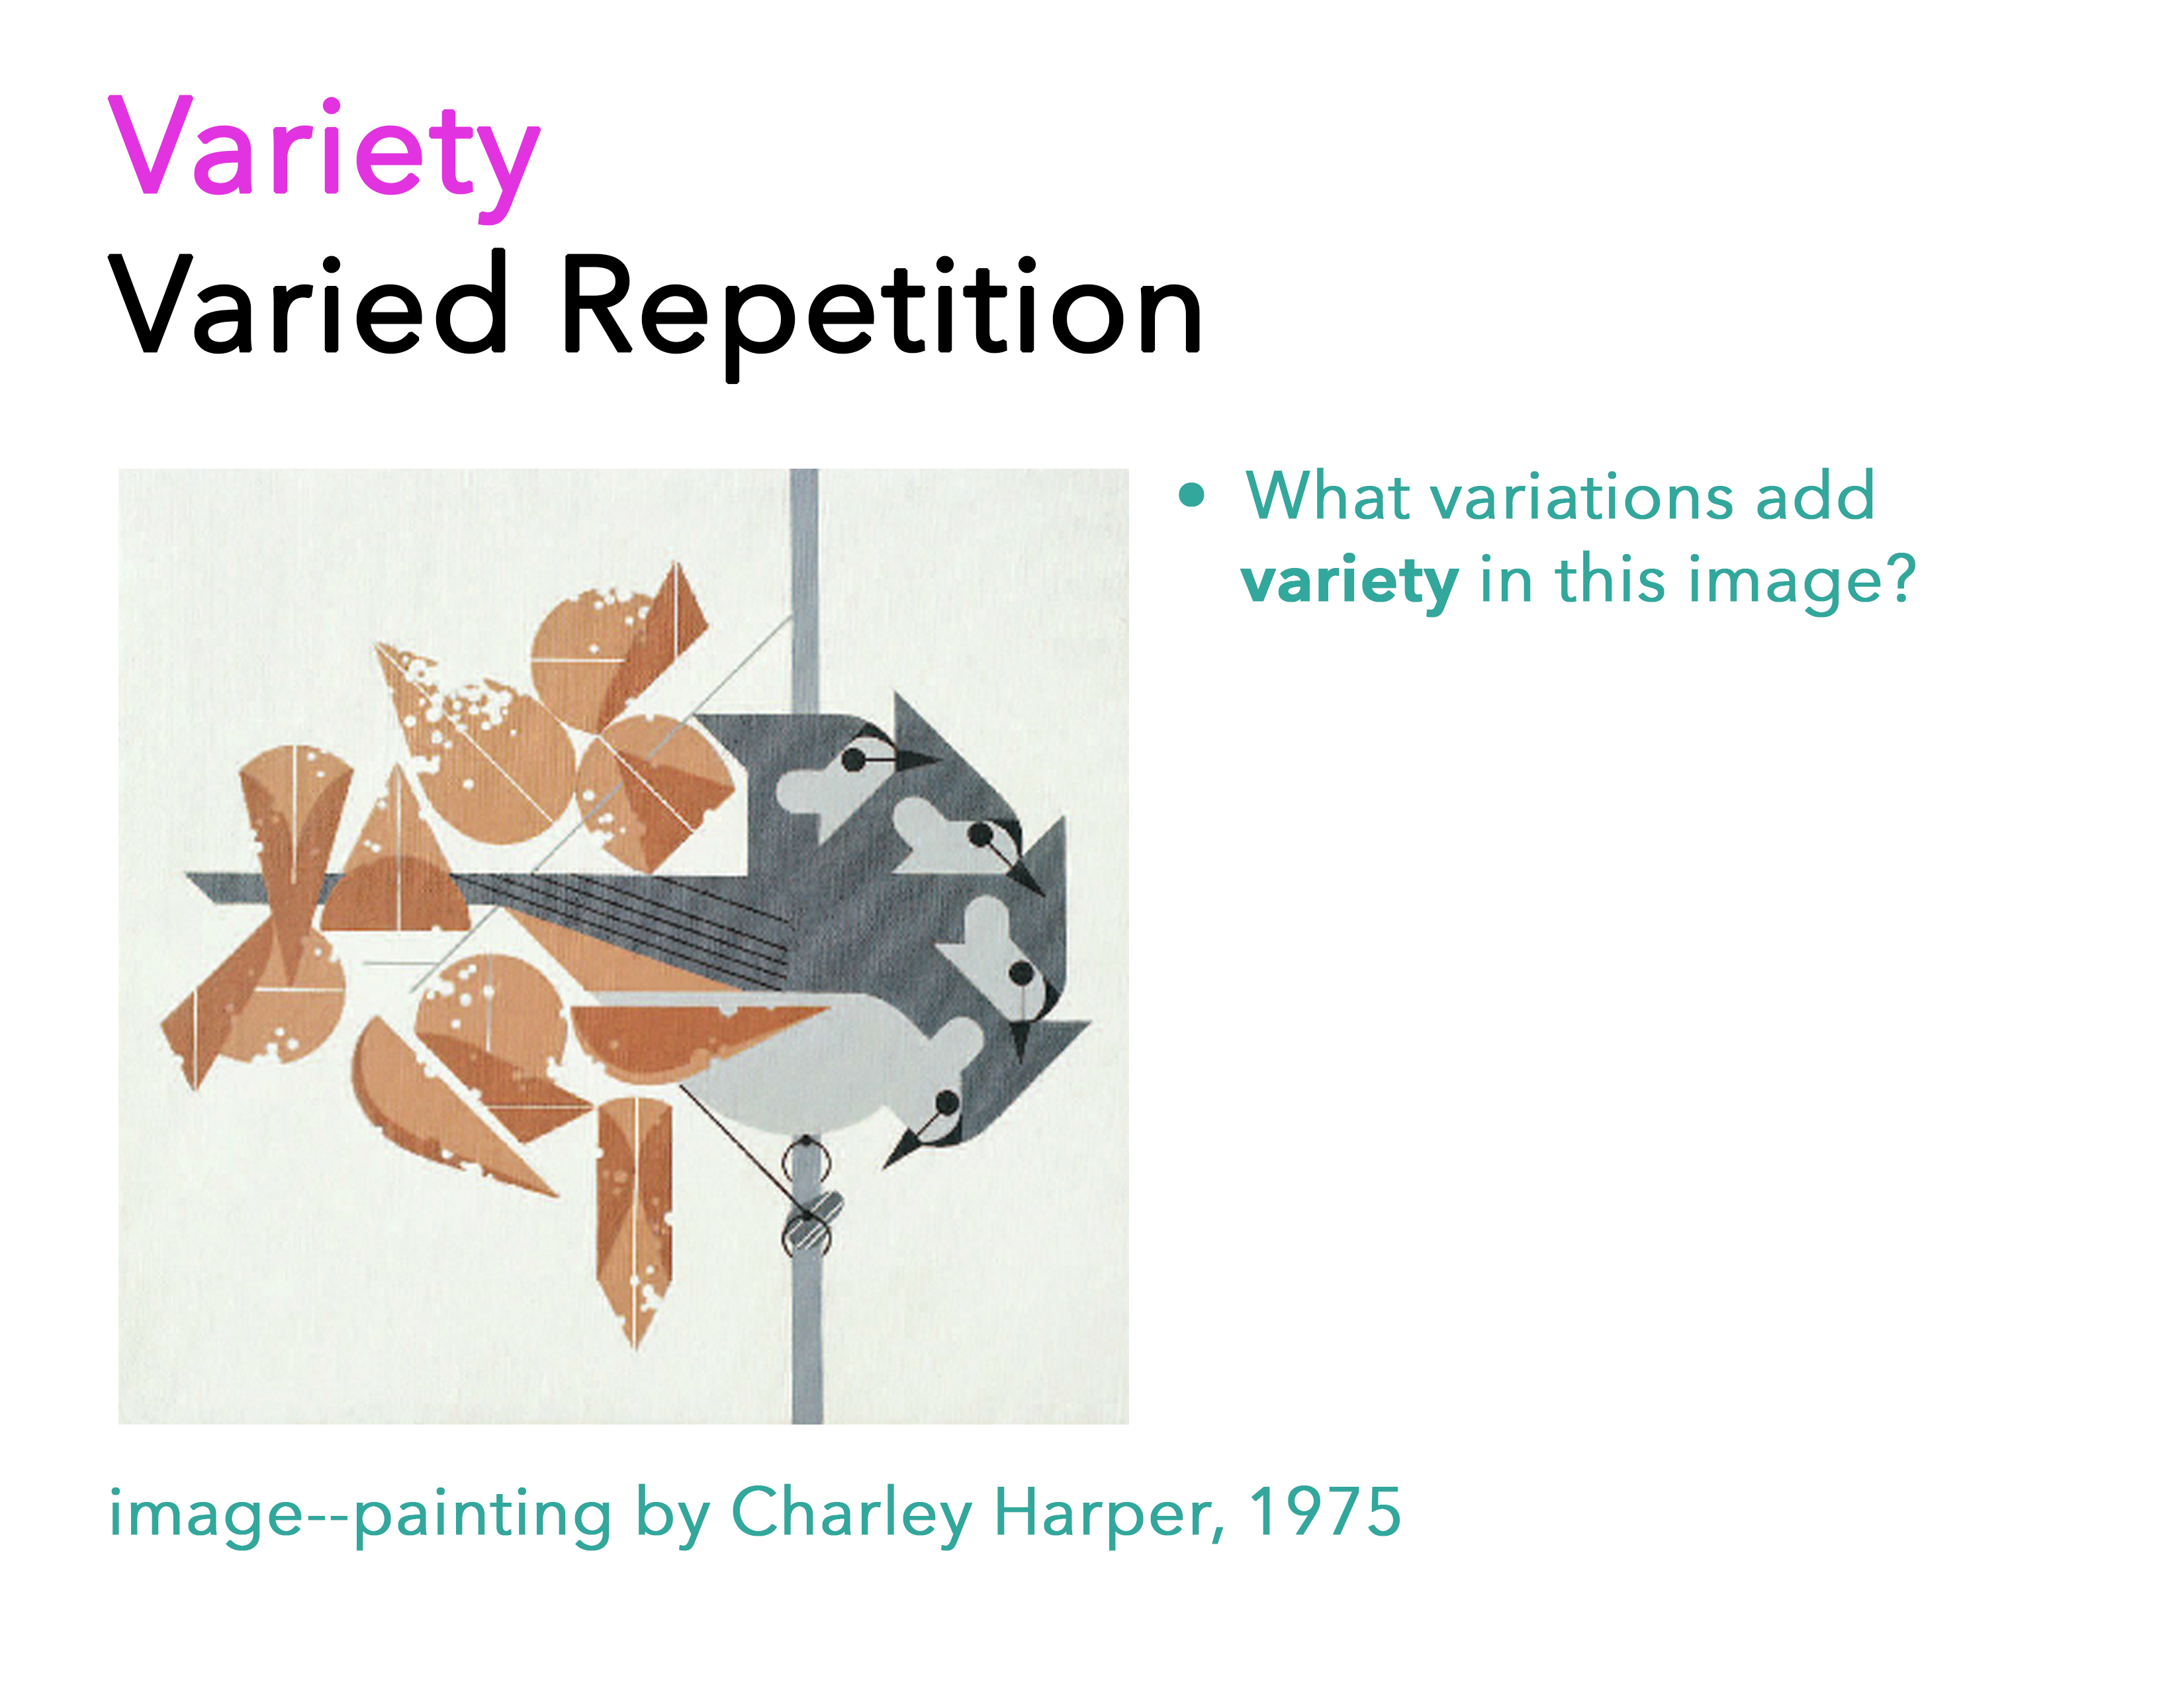 Variety
Varied Repetition
• What variations add
variety in this image?
image--painting by Charley Harper, 1975